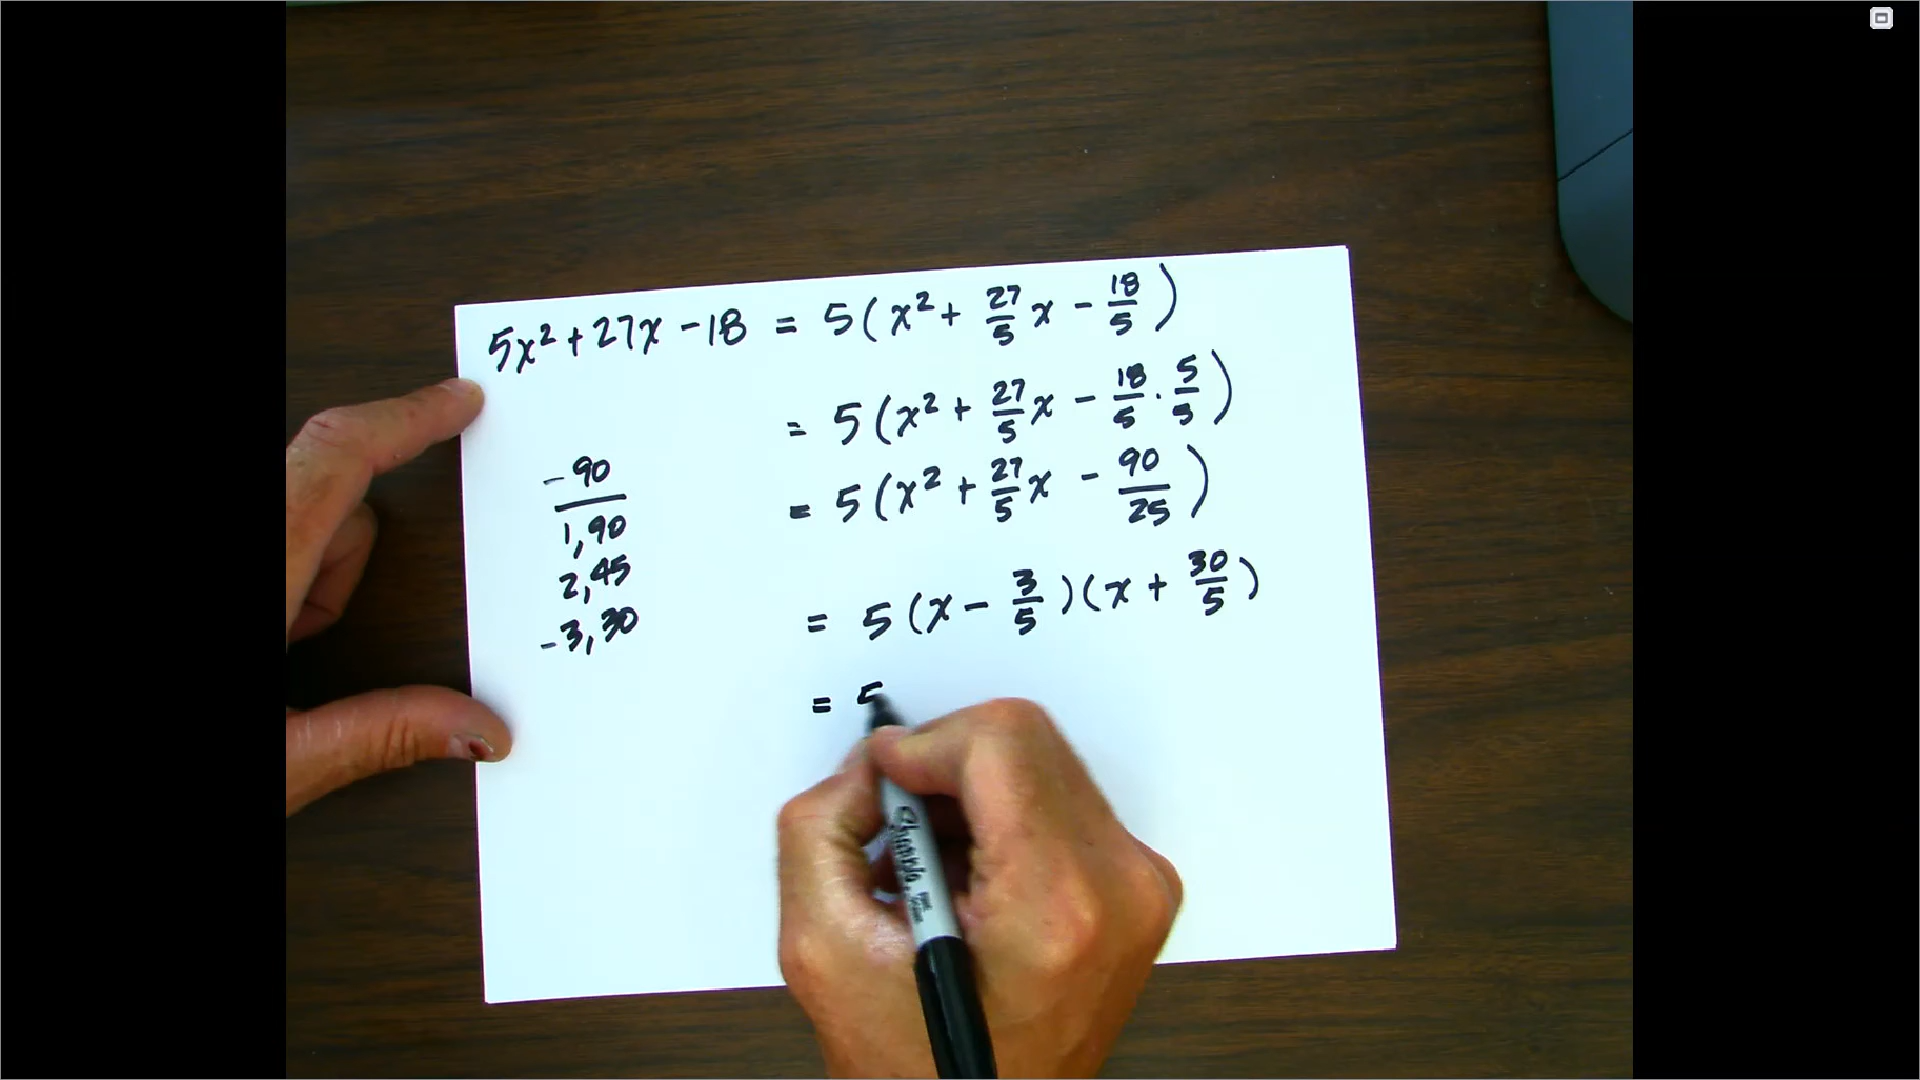 5x² + 27x - 18 = 5(x² + 27/5 x - 18/5)
= 5(x² + 27/5 x - 18/5 · 5/5)
= 5(x² + 27/5 x - 90/25)
= 5(x - 3/5)(x + 30/5)
= 5
-90
1, 90
2, 45
-3, 30
Sharpie